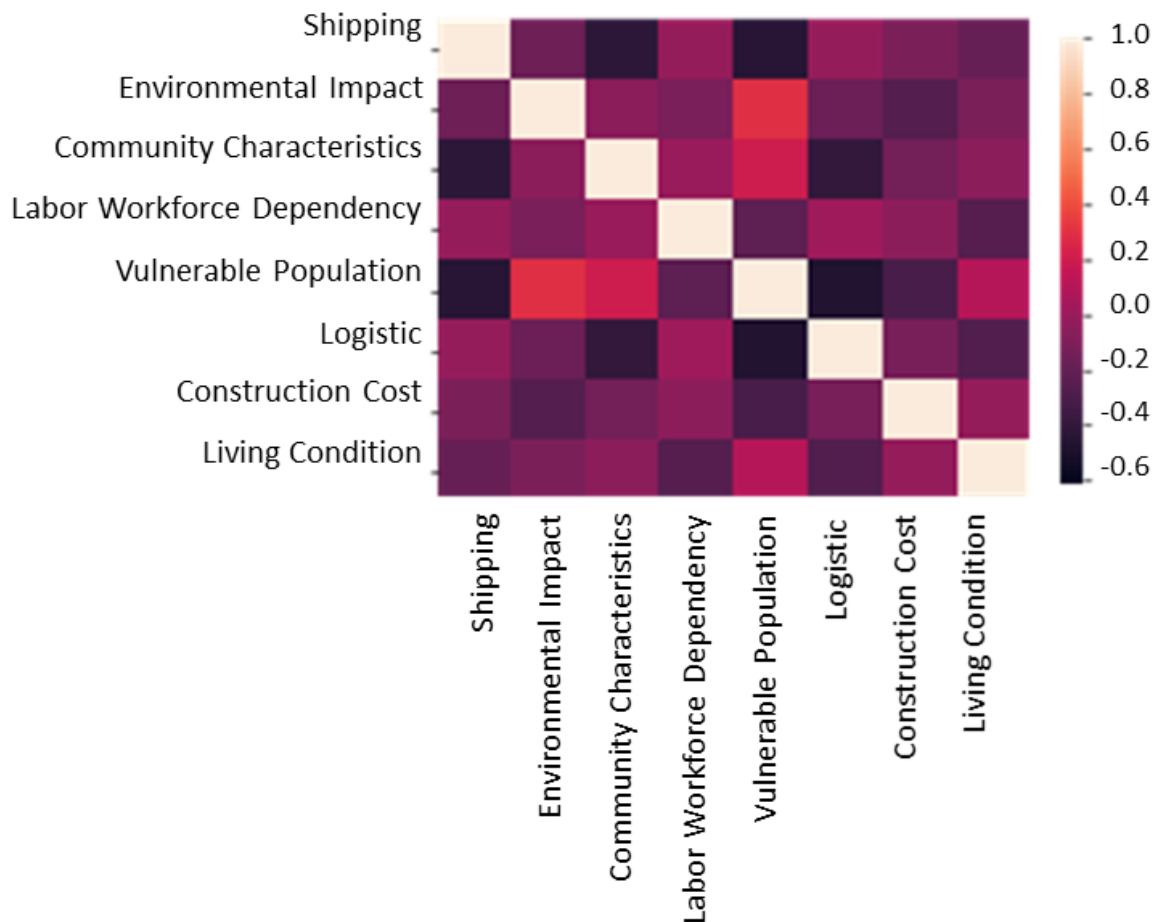 Shipping
Environmental Impact
Community Characteristics
Labor Workforce Dependency
Vulnerable Population
Logistic
Construction Cost
Living Condition
1.0
0.8
0.6
0.4
0.2
0.0
-0.2
-0.4
-0.6
Shipping
Environmental Impact
Community Characteristics
Labor Workforce Dependency
Vulnerable Population
Logistic
Construction Cost
Living Condition